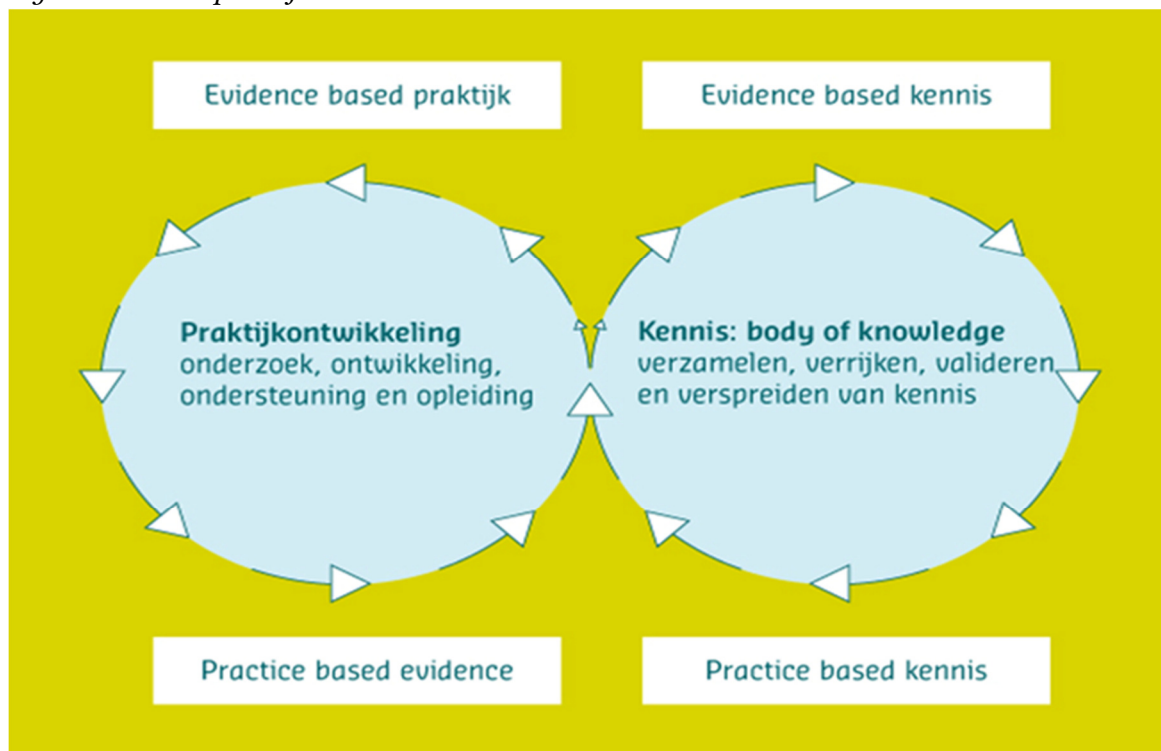 Evidence based praktijk
Evidence based kennis
Praktijkontwikkeling
onderzoek, ontwikkeling,
ondersteuning en opleiding
Kennis: body of knowledge
verzamelen, verrijken, valideren
en verspreiden van kennis
Practice based evidence
Practice based kennis